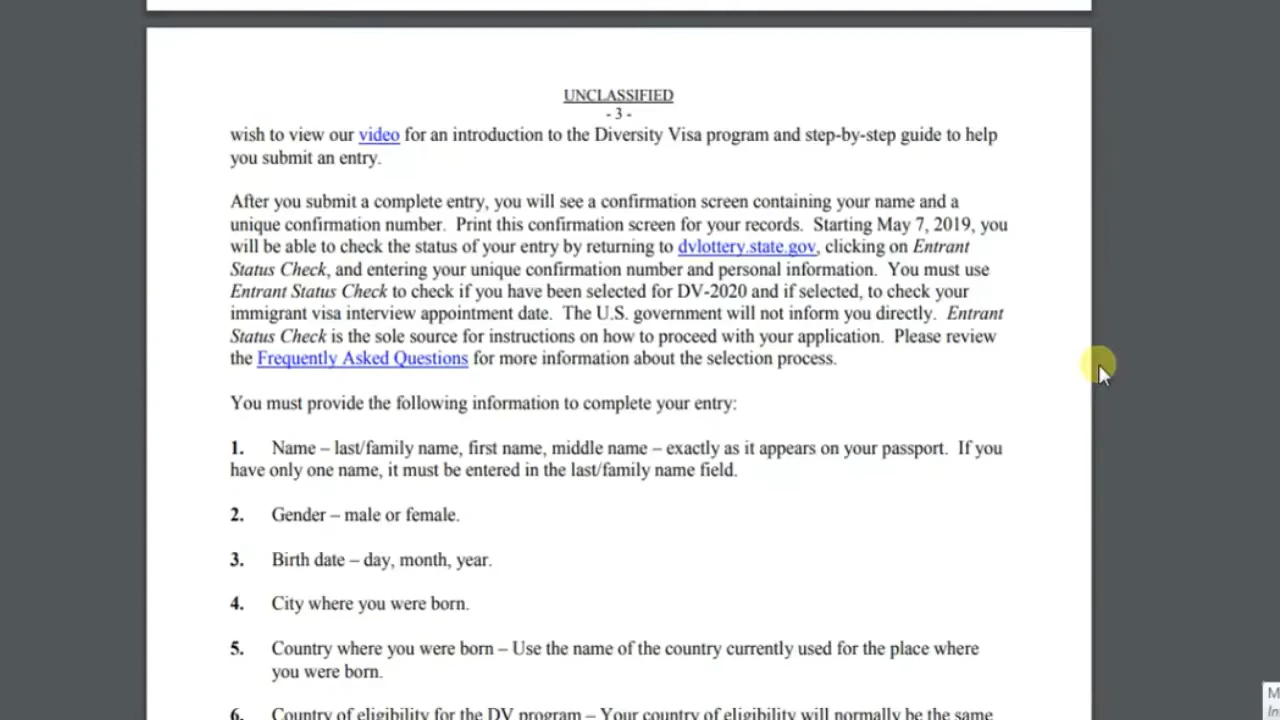 UNCLASSIFIED
- 3 -
wish to view our video for an introduction to the Diversity Visa program and step-by-step guide to help
you submit an entry.
After you submit a complete entry, you will see a confirmation screen containing your name and a
unique confirmation number. Print this confirmation screen for your records. Starting May 7, 2019, you
will be able to check the status of your entry by returning to dvlottery.state.gov, clicking on Entrant
Status Check, and entering your unique confirmation number and personal information. You must use
Entrant Status Check to check if you have been selected for DV-2020 and if selected, to check your
immigrant visa interview appointment date. The U.S. government will not inform you directly. Entrant
Status Check is the sole source for instructions on how to proceed with your application. Please review
the Frequently Asked Questions for more information about the selection process.
You must provide the following information to complete your entry:
1. Name – last/family name, first name, middle name – exactly as it appears on your passport. If you
have only one name, it must be entered in the last/family name field.
2. Gender – male or female.
3. Birth date – day, month, year.
4. City where you were born.
5. Country where you were born – Use the name of the country currently used for the place where
you were born.
6. Country of eligibility for the DV program – Your country of eligibility will normally be the same